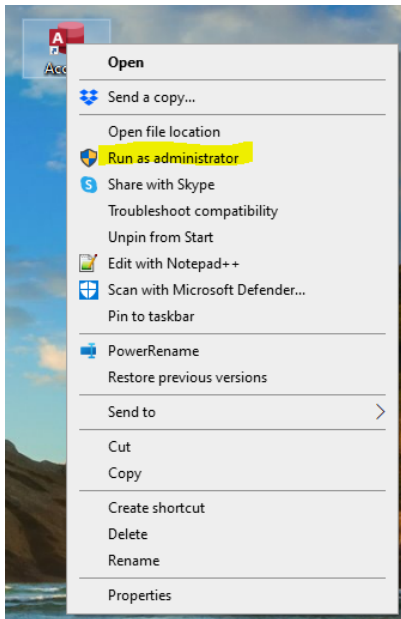 A
Acc
Open
Send a copy...
Open file location
Run as administrator
Share with Skype
Troubleshoot compatibility
Unpin from Start
Edit with Notepad++
Scan with Microsoft Defender...
Pin to taskbar
PowerRename
Restore previous versions
Send to
Cut
Copy
Create shortcut
Delete
Rename
Properties